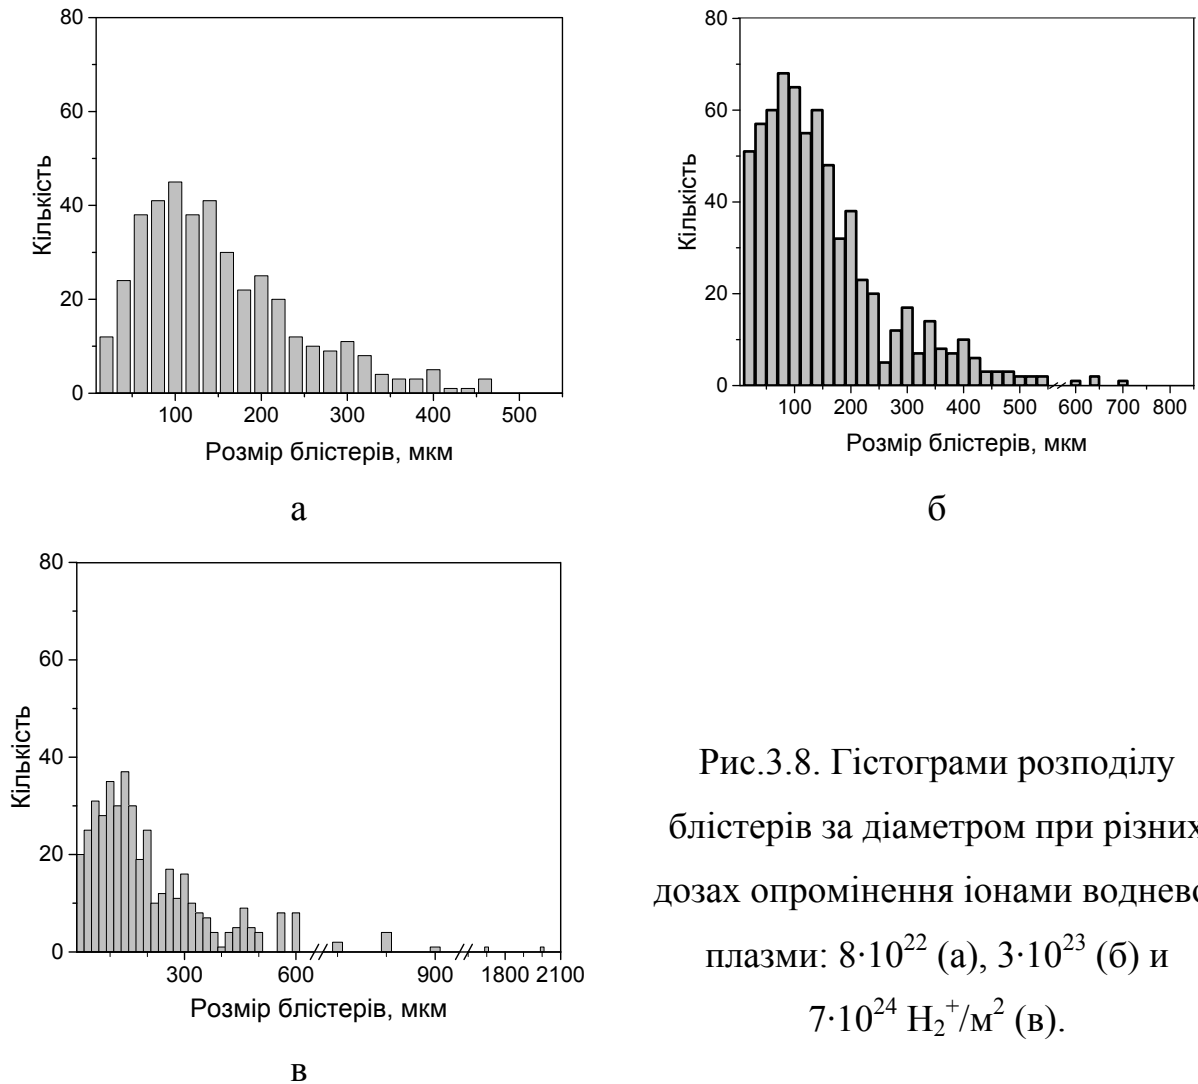 80
60
40
20
0
Кількість
100 200 300 400 500
Розмір блістерів, мкм
а
80
60
40
20
0
Кількість
100 200 300 400 500 600 700 800
Розмір блістерів, мкм
б
80
60
40
20
0
Кількість
300 600 900 1800 2100
Розмір блістерів, мкм
в
Рис.3.8. Гістограми розподілу
блістерів за діаметром при різних
дозах опромінення іонами воднево
плазми: 8·10²² (а), 3·10²³ (б) и
7·10²⁴ H₂⁺/м² (в).